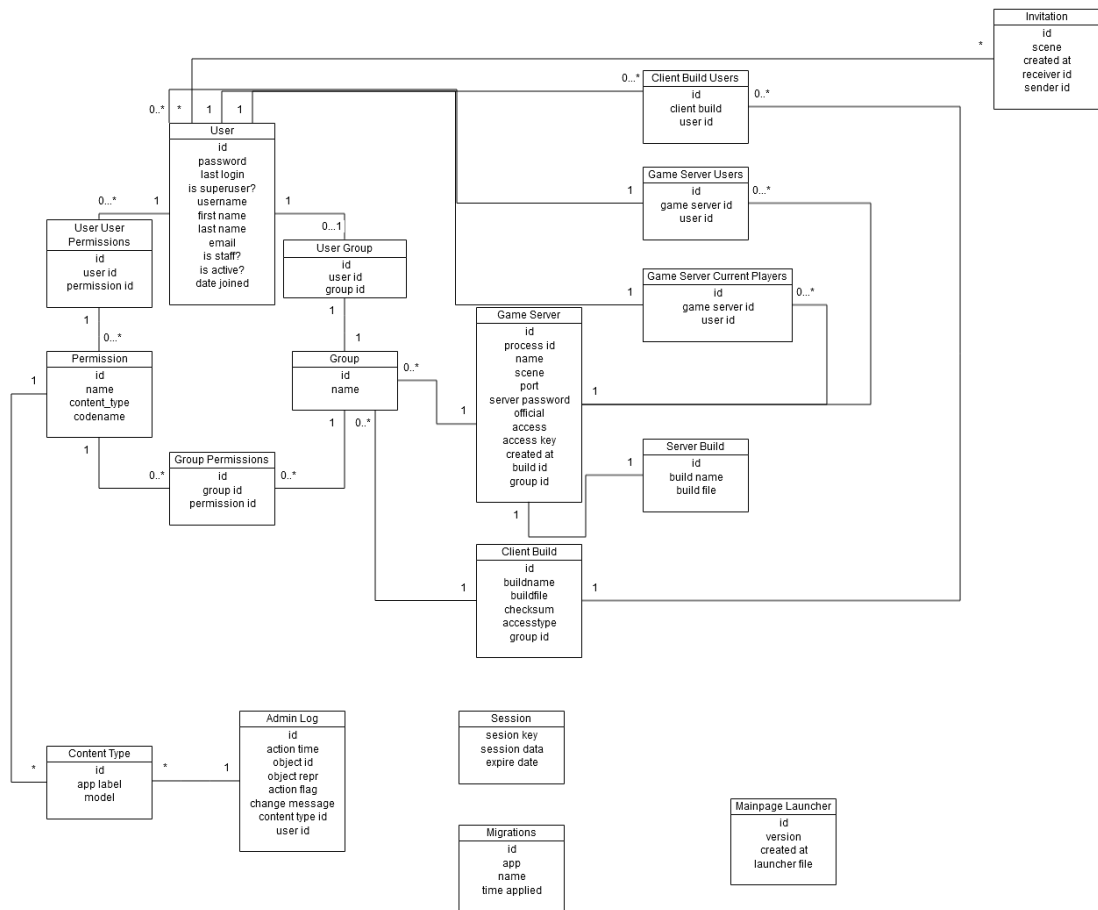 Invitation
id
scene
created at
receiver id
sender id
*
0...*
Client Build Users
id
client build
user id
0..*
0..*
*
1
1
User
id
password
last login
is superuser?
username
first name
last name
email
is staff?
is active?
date joined
1
Game Server Users
id
game server id
user id
0...*
0...*
1
User User
Permissions
id
user id
permission id
1
0...1
User Group
id
user id
group id
1
Game Server Current Players
id
game server id
user id
0...*
Game Server
id
process id
name
scene
port
server password
official
access
access key
created at
build id
group id
1
1
0...*
1
1
1
Permission
id
name
content_type
codename
1
Group
id
name
0..*
1
1
0..*
1
0..*
Group Permissions
id
group id
permission id
0..*
1
Server Build
id
build name
build file
1
Client Build
id
buildname
buildfile
checksum
accesstype
group id
1
1
Admin Log
id
action time
object id
object repr
action flag
change message
content type id
user id
Session
sesion key
session data
expire date
*
Content Type
id
app label
model
*
1
Mainpage Launcher
id
version
created at
launcher file
Migrations
id
app
name
time applied